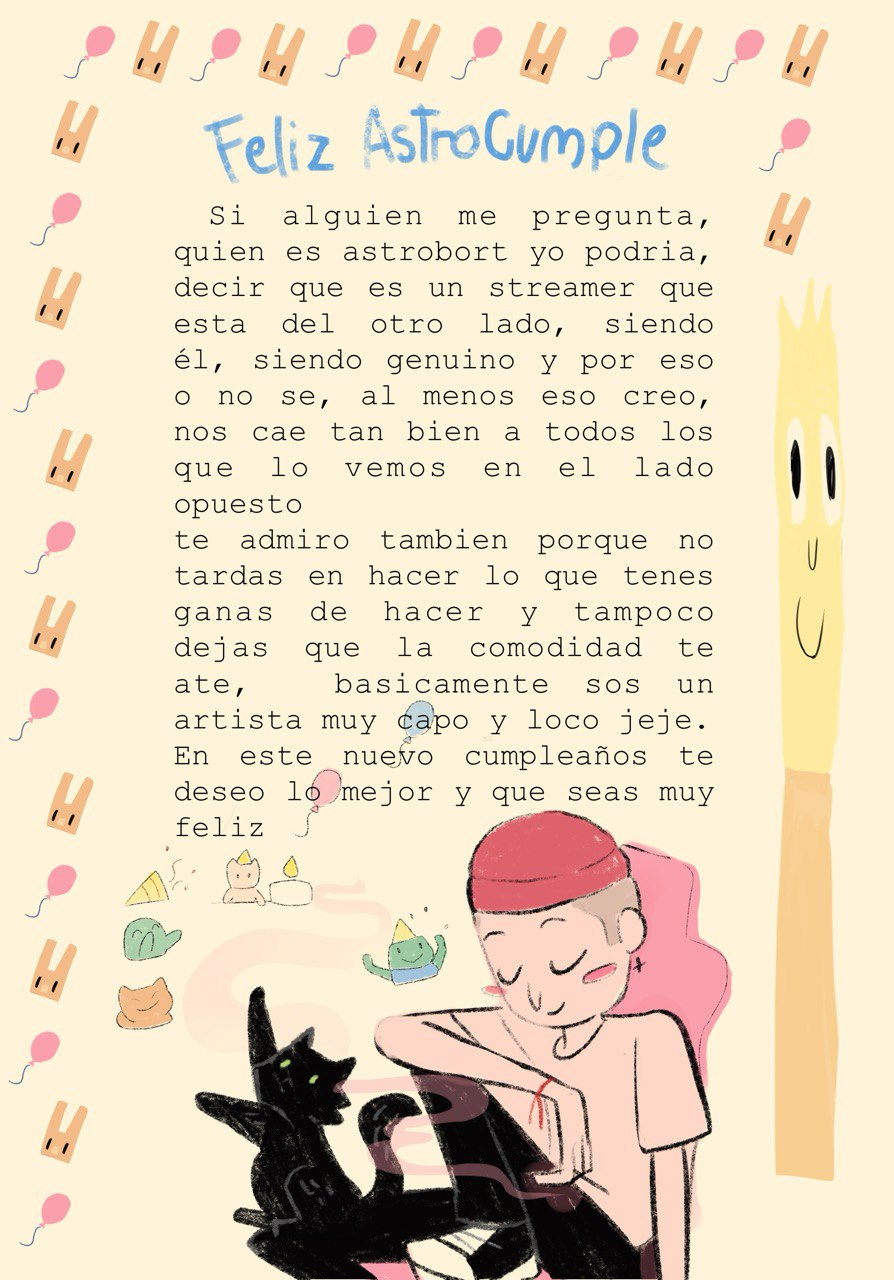 Feliz AstroCumple
Si alguien me pregunta,
quien es astrobort yo podria,
decir que es un streamer que
esta del otro lado, siendo
él, siendo genuino y por eso
o no se, al menos eso creo,
nos cae tan bien a todos los
que lo vemos en el lado
opuesto
te admiro tambien porque no
tardas en hacer lo que tenes
ganas de hacer y tampoco
dejas que la comodidad te
ate, basicamente sos un
artista muy capo y loco jeje.
En este nuevo cumpleaños te
deseo lo mejor y que seas muy
feliz